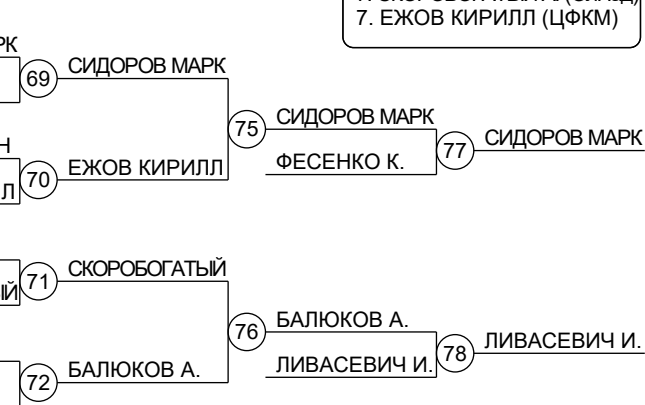 7. ЕЖОВ КИРИЛЛ (ЦФКМ)
69 СИДОРОВ МАРК
75 СИДОРОВ МАРК
77 СИДОРОВ МАРК
ФЕСЕНКО К.
70 ЕЖОВ КИРИЛЛ
71 СКОРОБОГАТЫЙ
76 БАЛЮКОВ А.
78 ЛИВАСЕВИЧ И.
ЛИВАСЕВИЧ И.
72 БАЛЮКОВ А.